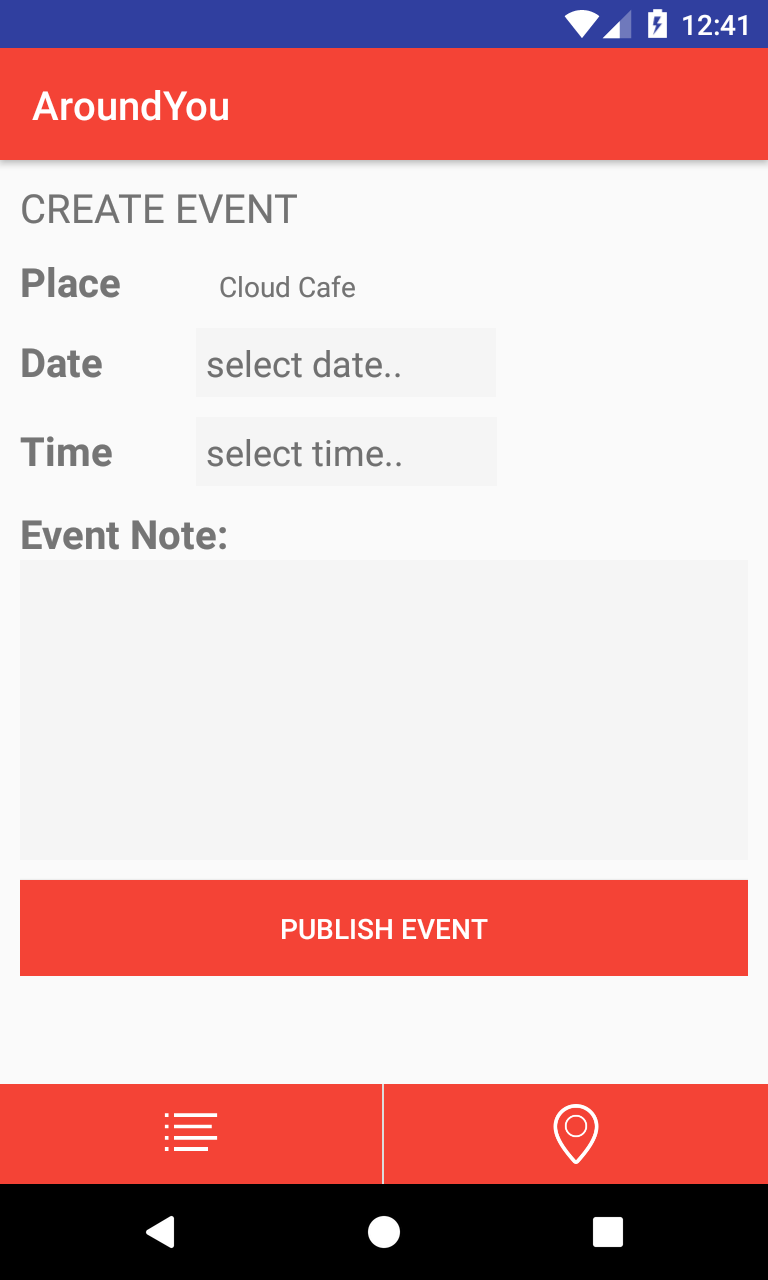 12:41
AroundYou
CREATE EVENT
Place Cloud Cafe
Date select date..
Time select time..
Event Note:
PUBLISH EVENT